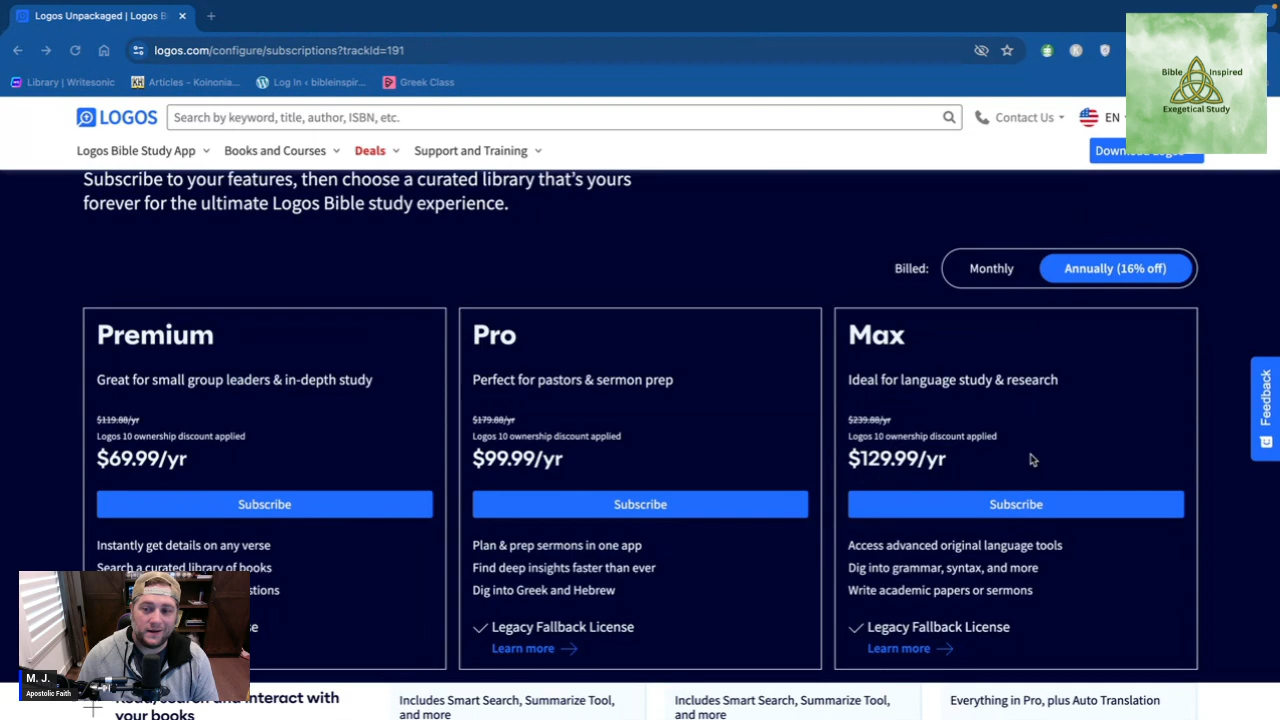 Logos Unpackaged | Logos B
logos.com/configure/subscriptions?trackId=191
Library | Writesonic
Articles – Koinonia...
Log In ‹ bibleinspir...
Greek Class
Bible Inspired
Exegetical Study
LOGOS
Search by keyword, title, author, ISBN, etc.
Contact Us
EN
Logos Bible Study App
Books and Courses
Deals
Support and Training
Subscribe to your features, then choose a curated library that's yours
forever for the ultimate Logos Bible study experience.
Billed:
Monthly
Annually (16% off)
Premium
Great for small group leaders & in-depth study
$119.88/yr
Logos 10 ownership discount applied
$69.99/yr
Subscribe
Instantly get details on any verse
Search a curated library of books
Pro
Perfect for pastors & sermon prep
$179.88/yr
Logos 10 ownership discount applied
$99.99/yr
Subscribe
Plan & prep sermons in one app
Find deep insights faster than ever
Dig into Greek and Hebrew
Legacy Fallback License
Learn more
Max
Ideal for language study & research
$239.88/yr
Logos 10 ownership discount applied
$129.99/yr
Subscribe
Access advanced original language tools
Dig into grammar, syntax, and more
Write academic papers or sermons
Legacy Fallback License
Learn more
Feedback
M. J.
Apostolic Faith
interact with
your books
Includes Smart Search, Summarize Tool,
and more
Includes Smart Search, Summarize Tool,
and more
Everything in Pro, plus Auto Translation